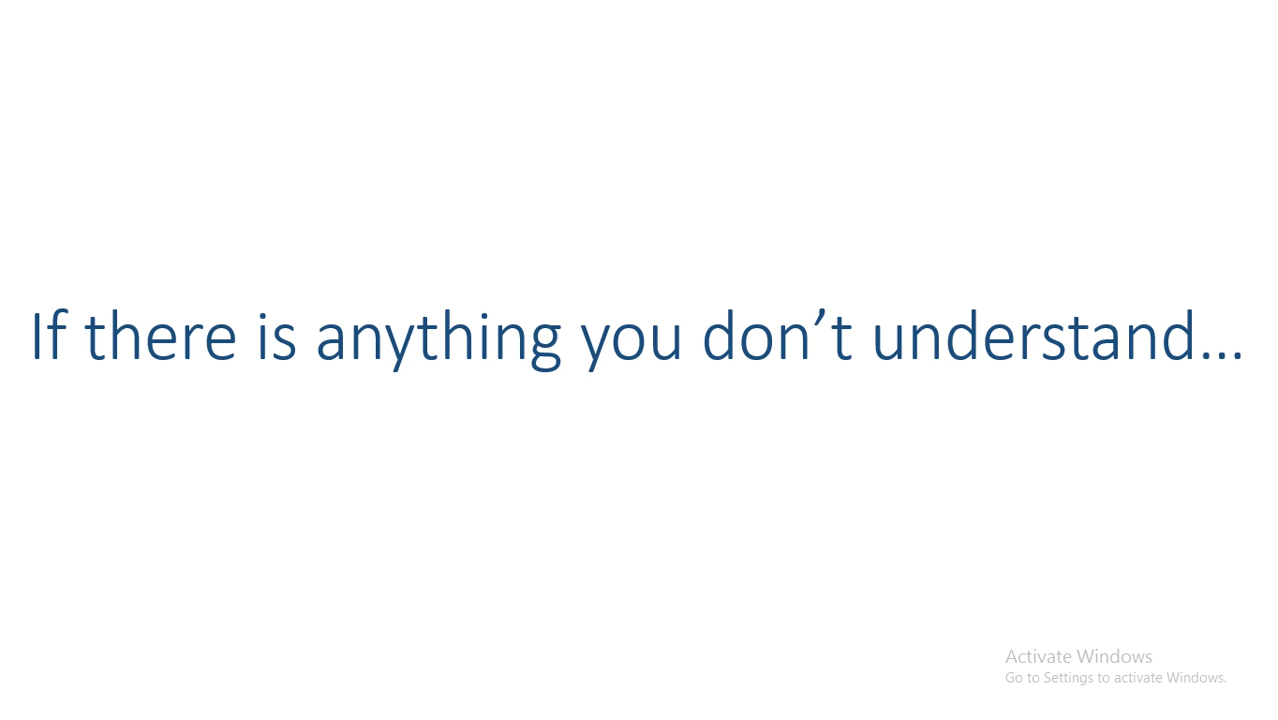 If there is anything you don’t understand...
Activate Windows
Go to Settings to activate Windows.